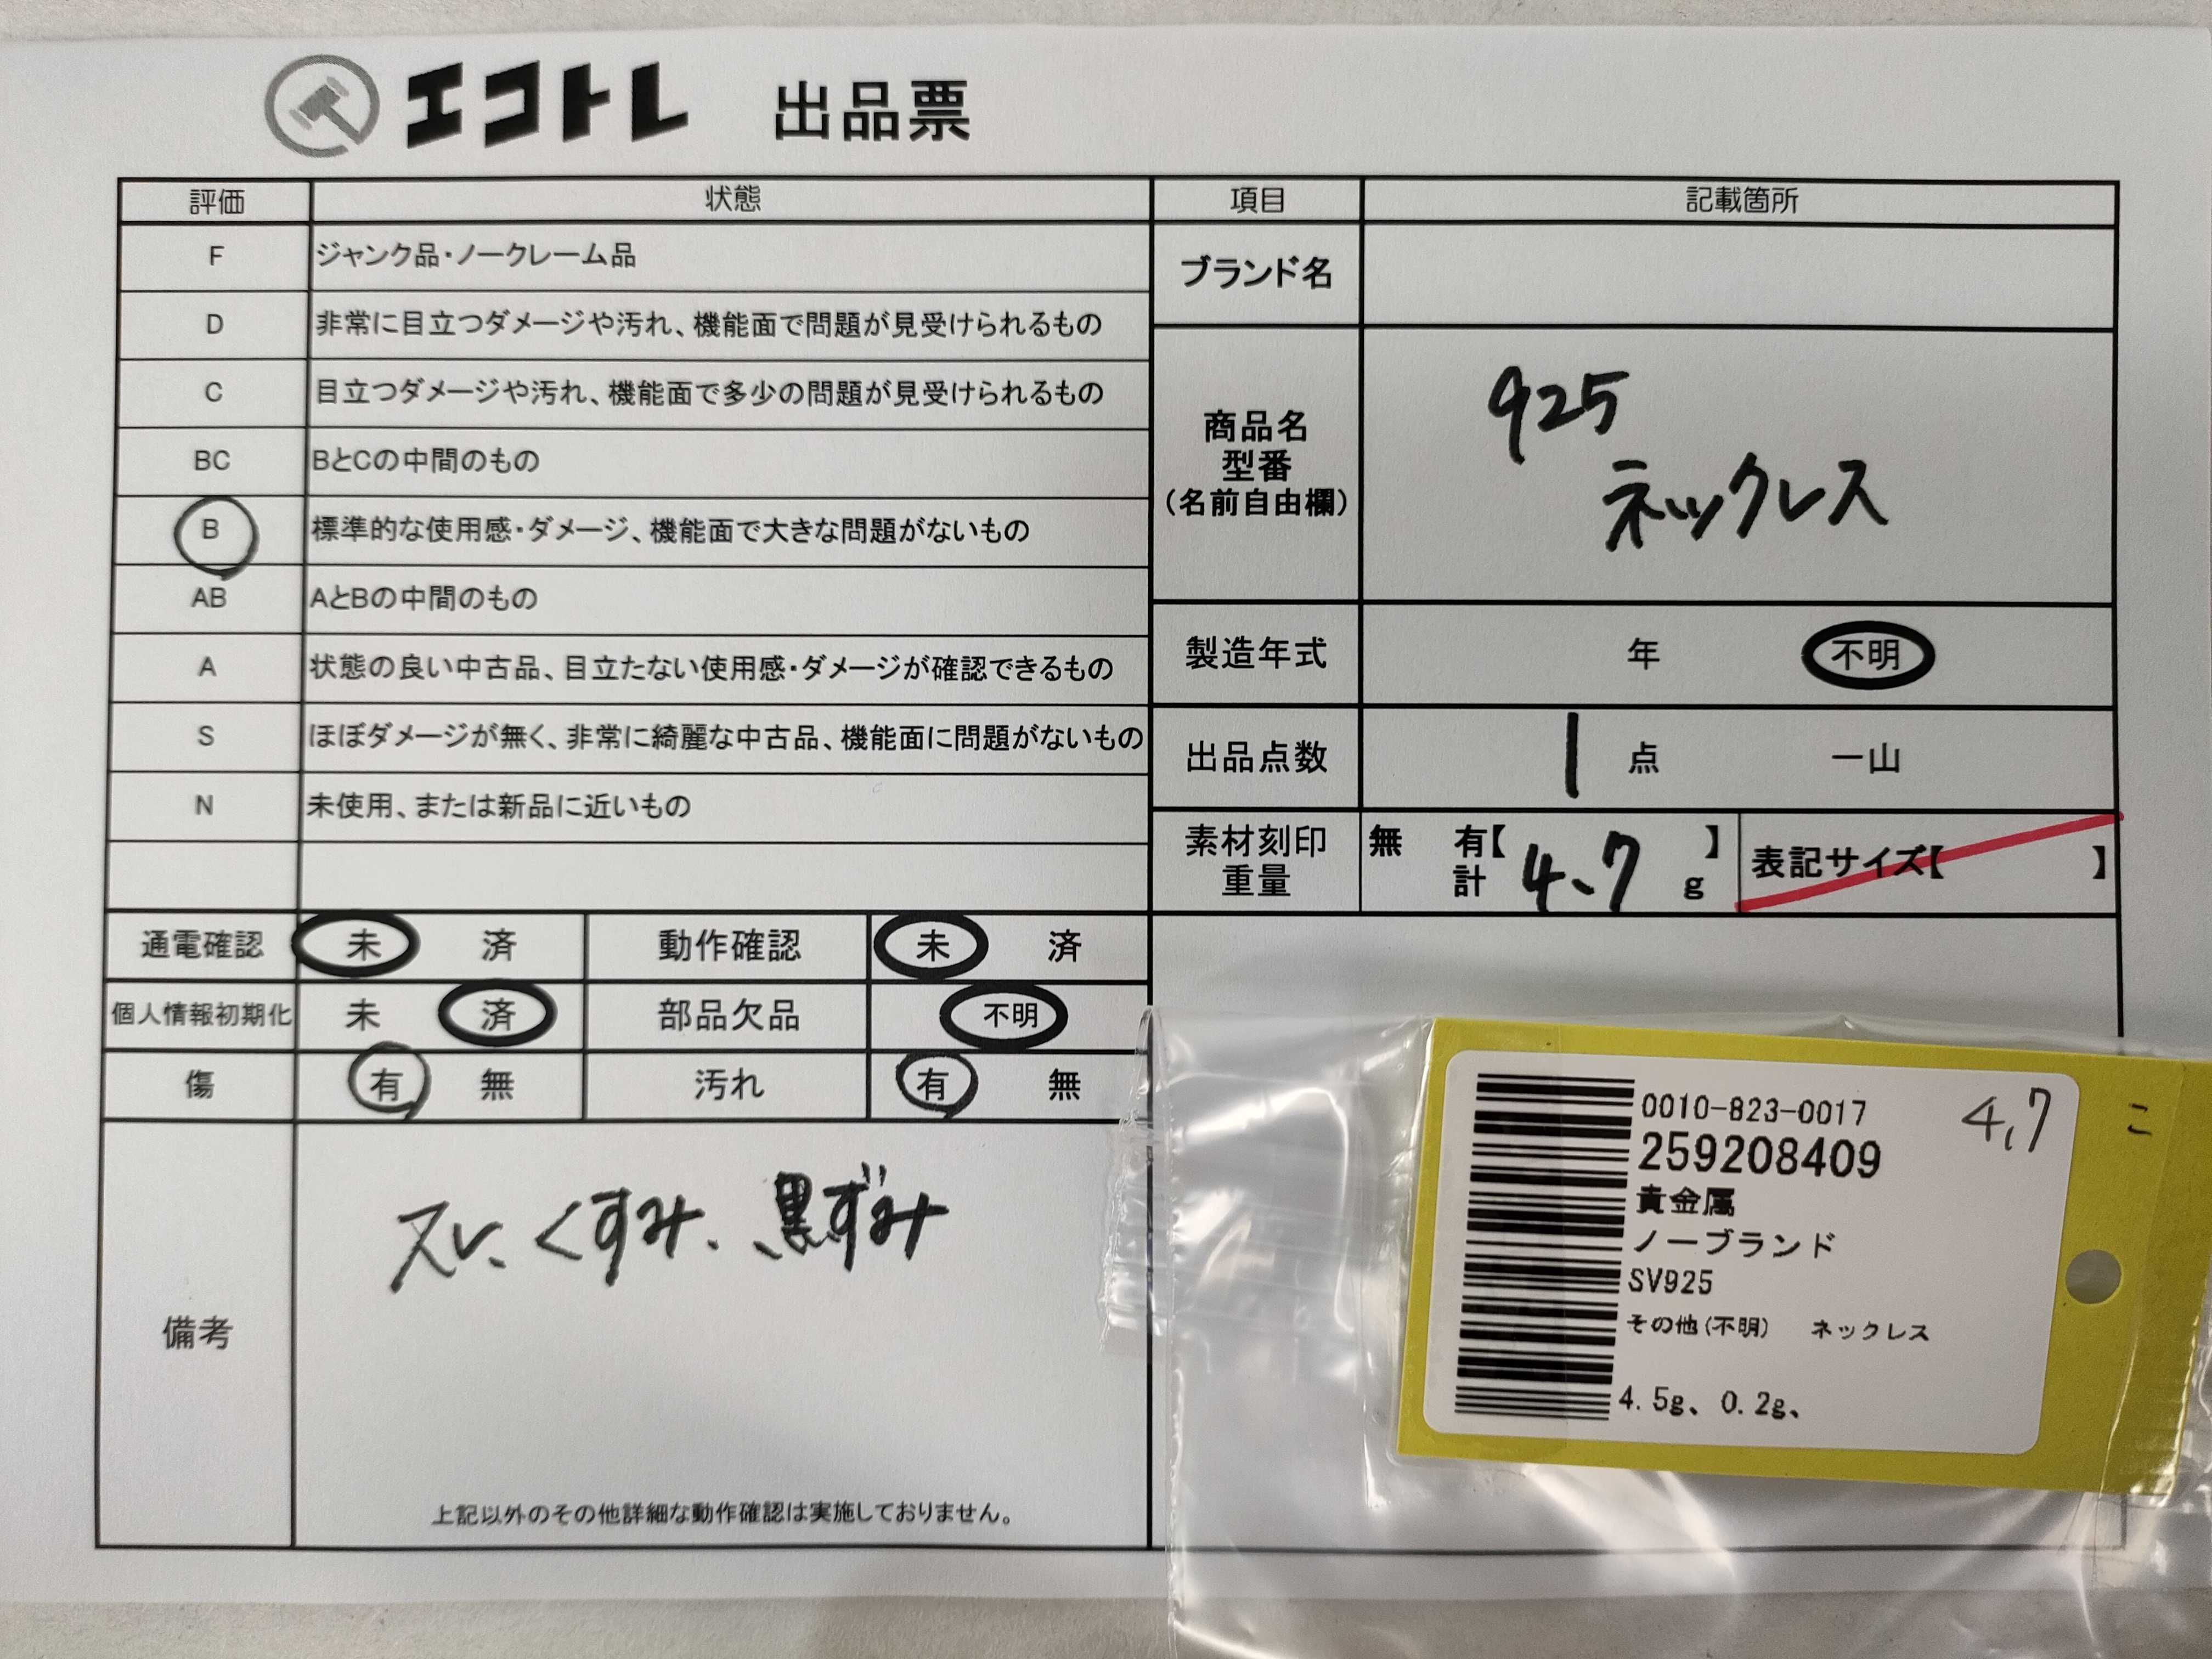 エコトレ 出品票
評価 状態
F ジャンク品・ノークレーム品
D 非常に目立つダメージや汚れ、機能面で問題が見受けられるもの
C 目立つダメージや汚れ、機能面で多少の問題が見受けられるもの
BC BとCの中間のもの
B 標準的な使用感・ダメージ、機能面で大きな問題がないもの
AB AとBの中間のもの
A 状態の良い中古品、目立たない使用感・ダメージが確認できるもの
S ほぼダメージが無く、非常に綺麗な中古品、機能面に問題がないもの
N 未使用、または新品に近いもの
通電確認 未 済 動作確認 未 済
個人情報初期化 未 済 部品欠品 不明
傷 有 無 汚れ 有 無
備考
スレ、くすみ、黒ずみ
上記以外のその他詳細な動作確認は実施しておりません。
項目 記載箇所
ブランド名
商品名
型番
(名前自由欄)
925
ネックレス
製造年式 年 不明
出品点数 1 点 一山
素材刻印
重量
無 有【 】
計 4.7 g
表記サイズ【 】
0010-823-0017
4.7
こ
259208409
貴金属
ノーブランド
SV925
その他(不明) ネックレス
4.5g、0.2g、